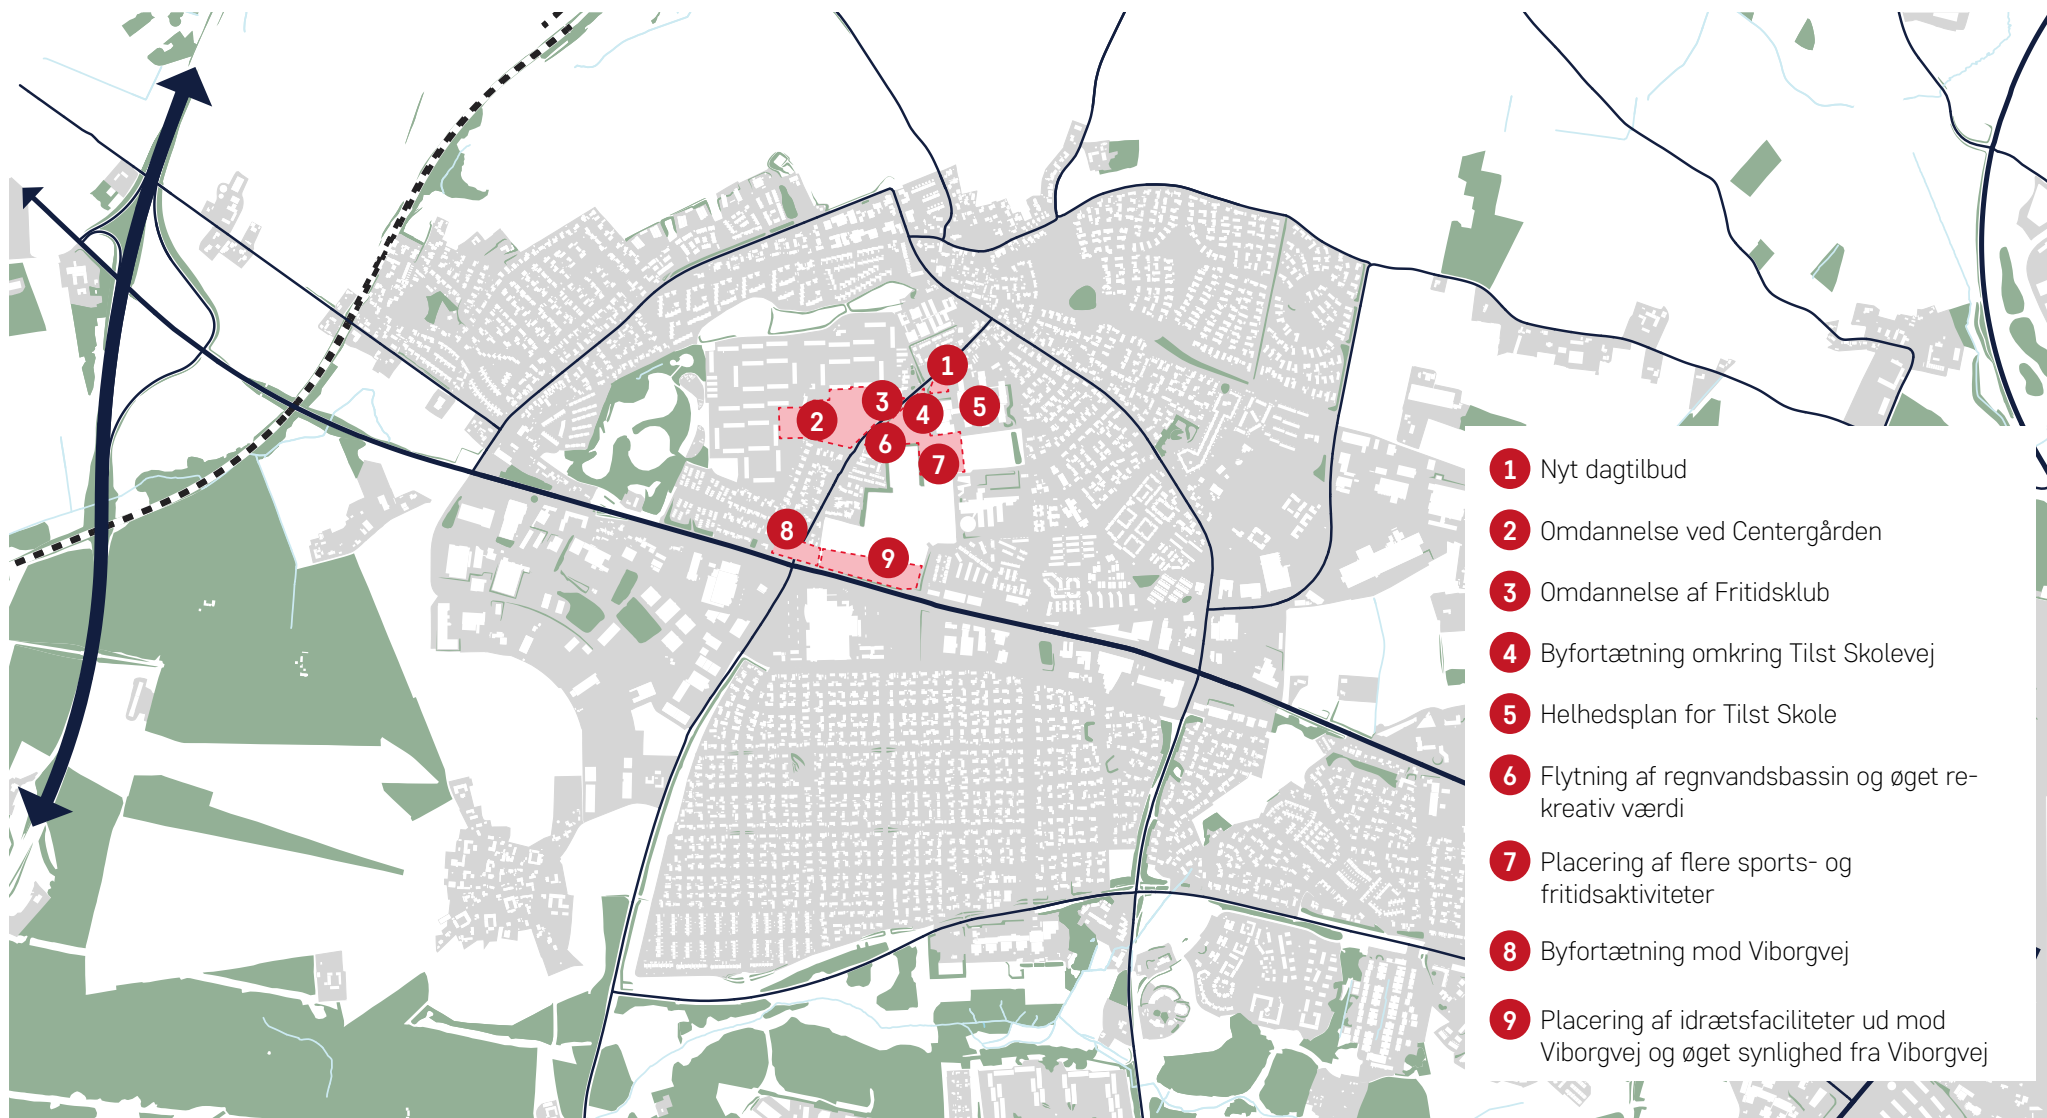 1
2
3
4
5
6
7
8
9
1 Nyt dagtilbud
2 Omdannelse ved Centergården
3 Omdannelse af Fritidsklub
4 Byfortætning omkring Tilst Skolevej
5 Helhedsplan for Tilst Skole
6 Flytning af regnvandsbassin og øget re-
kreativ værdi
7 Placering af flere sports- og
fritidsaktiviteter
8 Byfortætning mod Viborgvej
9 Placering af idrætsfaciliteter ud mod
Viborgvej og øget synlighed fra Viborgvej